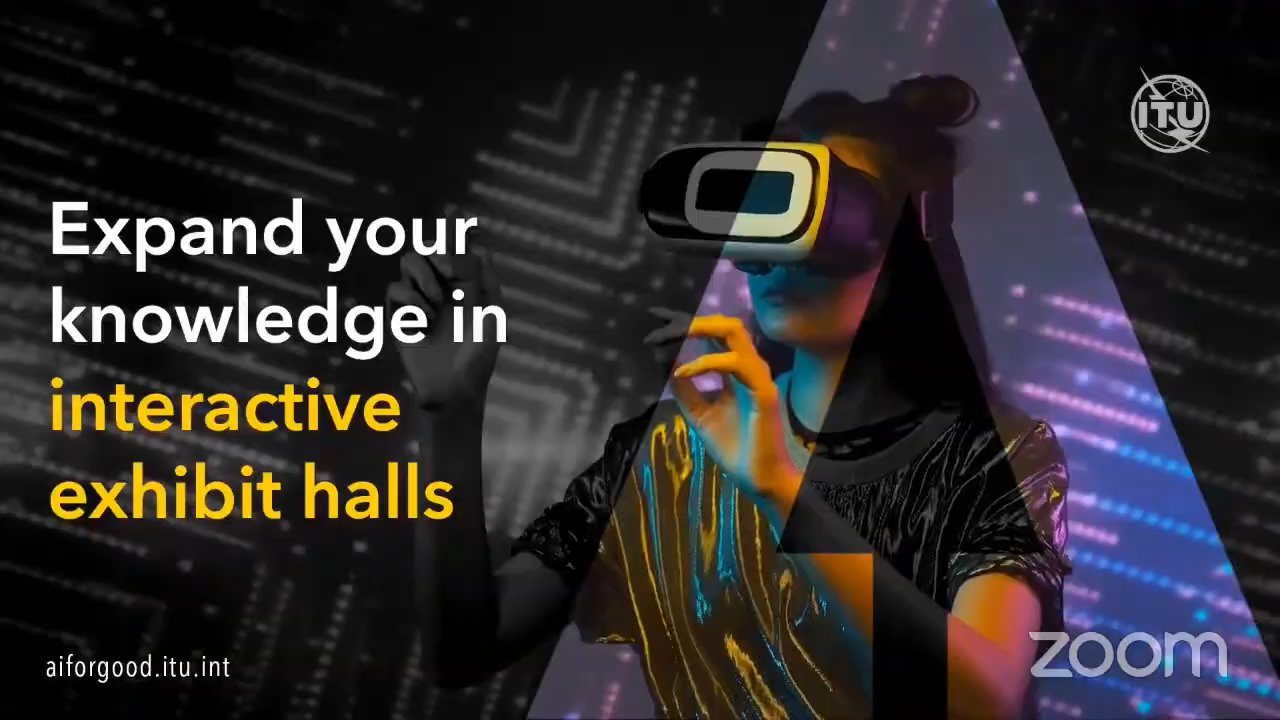 ITU
Expand your
knowledge in
interactive
exhibit halls
aiforgood.itu.int
zoom